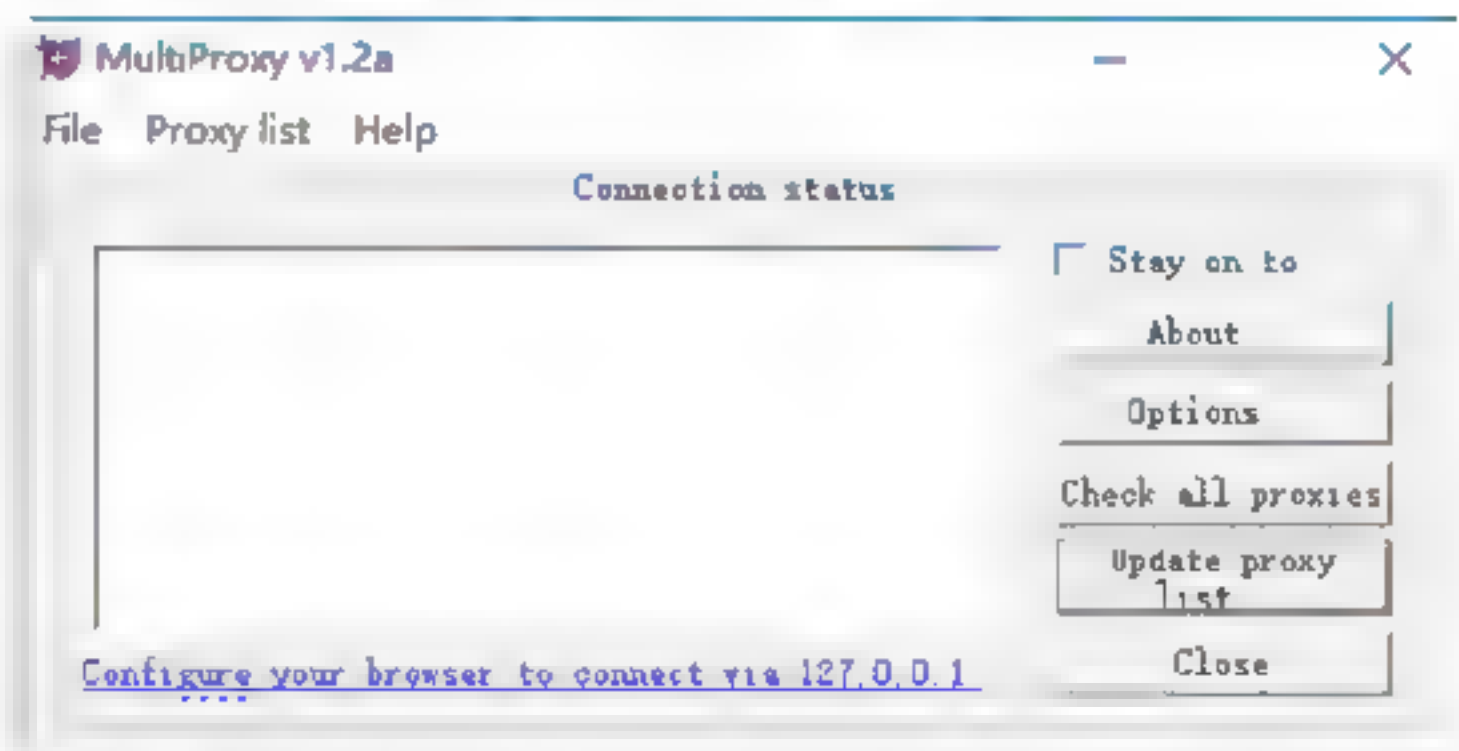 MultiProxy v1.2a
File Proxy list Help
Connection status
Stay on to
About
Options
Check all proxies
Update proxy
list
Configure your browser to connect via 127.0.0.1
Close